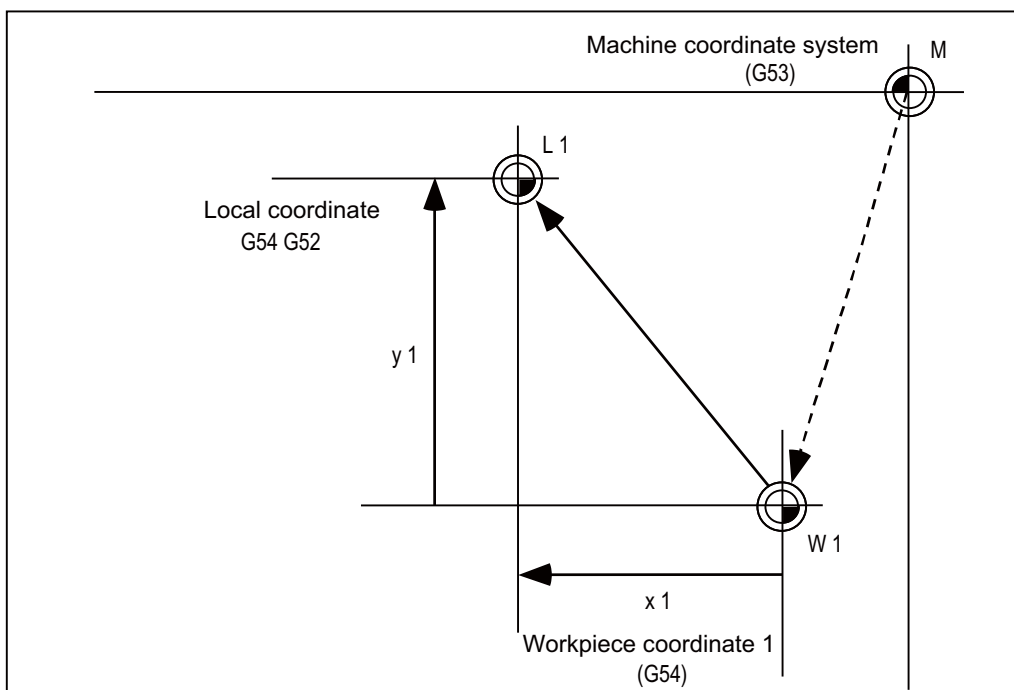 Machine coordinate system
(G53)
M
L 1
Local coordinate
G54 G52
y 1
W 1
x 1
Workpiece coordinate 1
(G54)